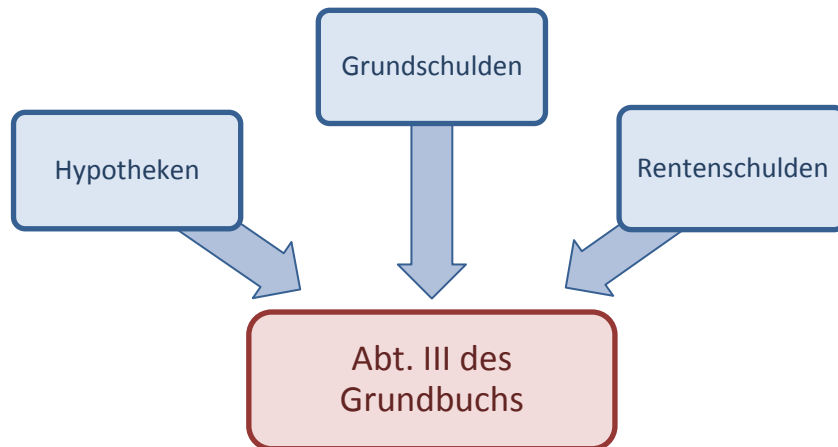 Grundschulden
Hypotheken
Rentenschulden
Abt. III des
Grundbuchs